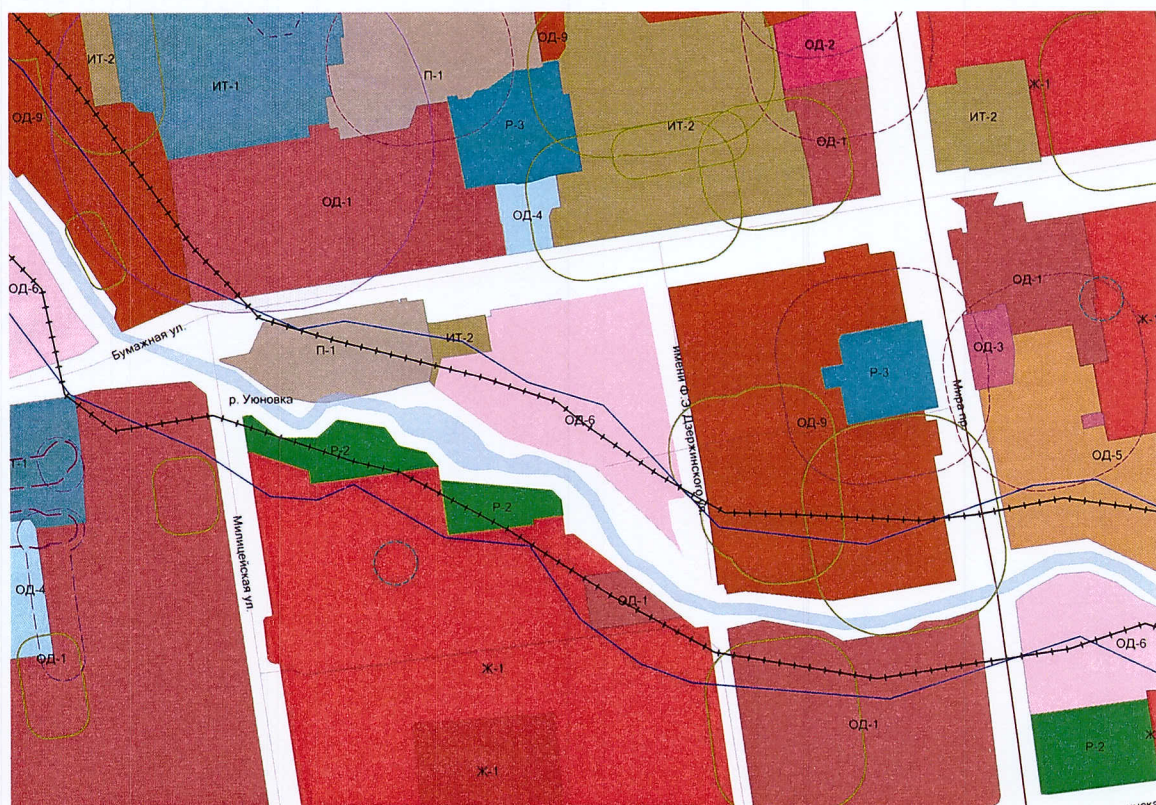 ОД-9
ОД-2
ИТ-2
П-1
ИТ-1
Ж-1
ОД-9
Р-3
ИТ-2
ИТ-2
ОД-1
ОД-1
ОД-4
ОД-1
ОД-6
Бумажная ул.
ИТ-2
П-1
ОД-3
Ж-
Р-3
имени Ф.Э. Дзержинского ул.
Мира пр.
р. Уюновка
ОД-6
ОД-9
Р-2
ОД-5
Т-1
Р-2
Милицейская ул.
ОД-4
ОД-1
ОД-1
ОД-6
Ж-1
ОД-1
Р-2
Ж
Ж-1